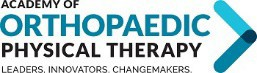 ACADEMY OF
ORTHOPAEDIC
PHYSICAL THERAPY
LEADERS. INNOVATORS. CHANGEMAKERS.